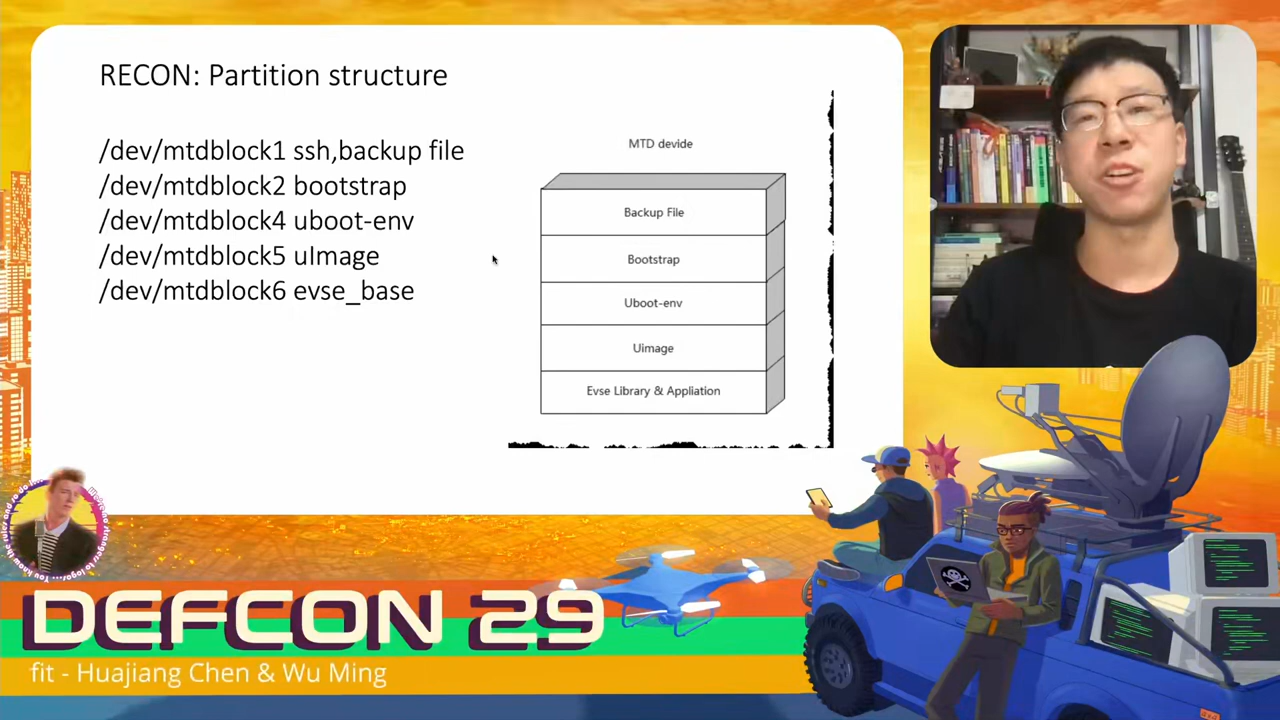 RECON: Partition structure
/dev/mtdblock1 ssh,backup file
/dev/mtdblock2 bootstrap
/dev/mtdblock4 uboot-env
/dev/mtdblock5 uImage
/dev/mtdblock6 evse_base
MTD devide
Backup File
Bootstrap
Uboot-env
Uimage
Evse Library & Appliation
DEFCON 29
fit - Huajiang Chen & Wu Ming